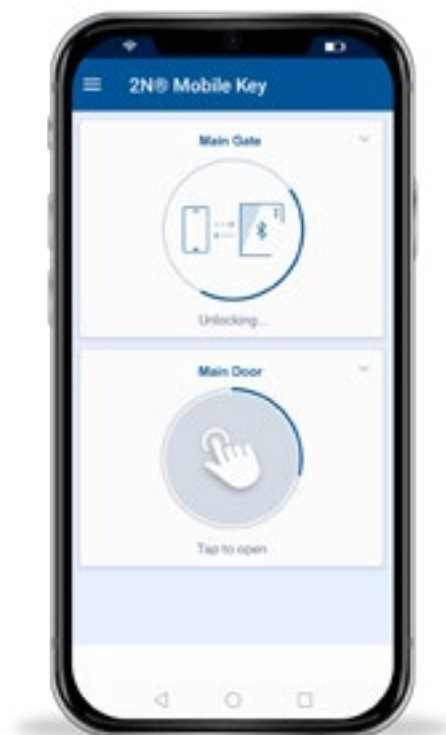 2N® Mobile Key
Main Gate
Unlocking...
Main Door
Tap to open